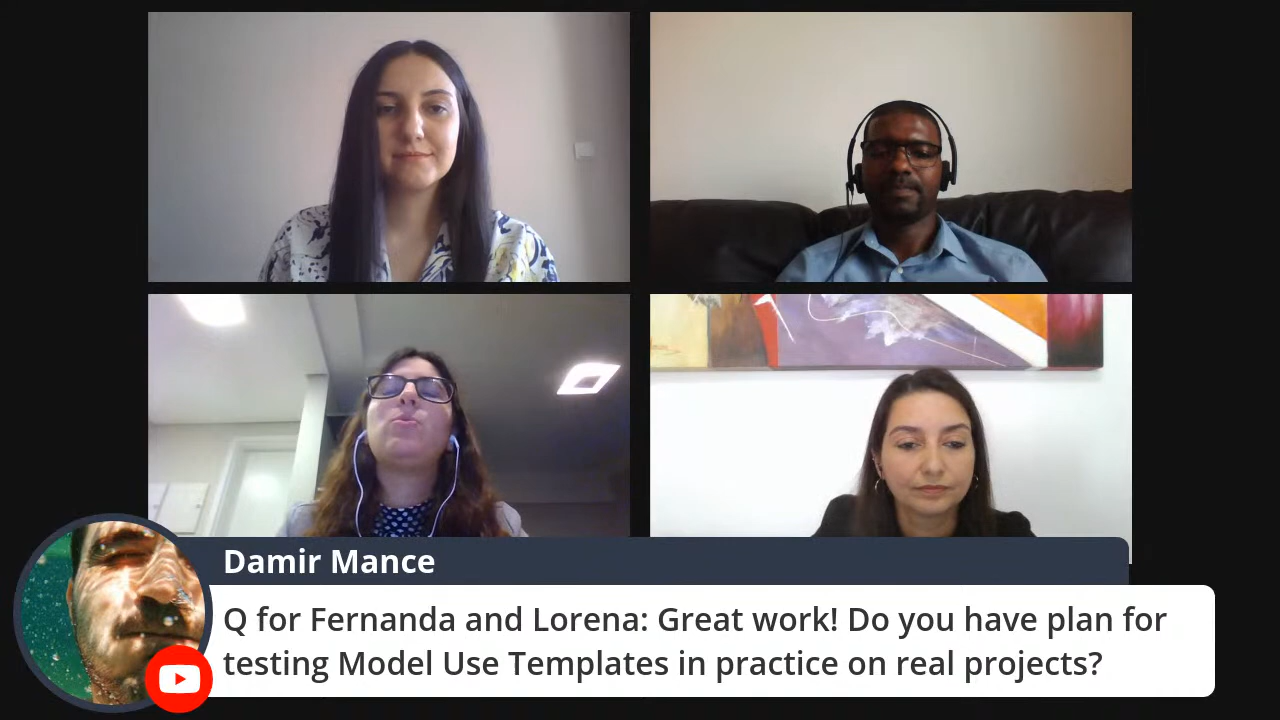 Damir Mance
Q for Fernanda and Lorena: Great work! Do you have plan for
testing Model Use Templates in practice on real projects?